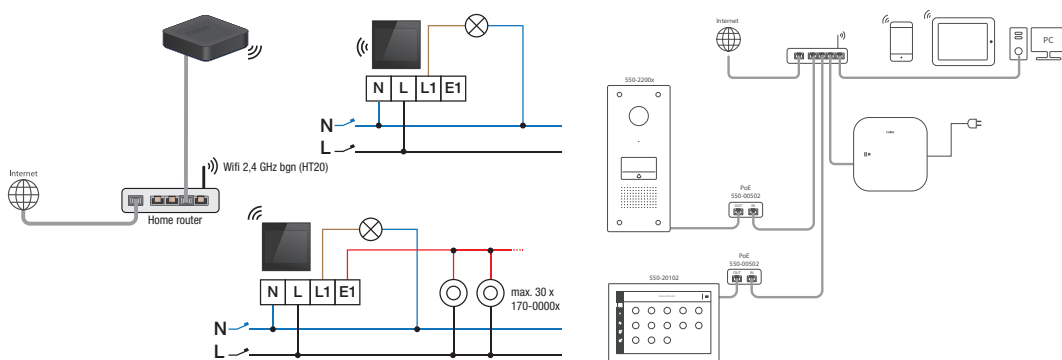 N L L1 E1
N
L
Wifi 2,4 GHz bgn (HT20)
Internet
Home router
N L L1 E1
max. 30 x
170-0000x
N
L
Internet
PC
550-2200x
PoE
550-00502
OUT IN
PoE
550-00502
OUT IN
550-20102